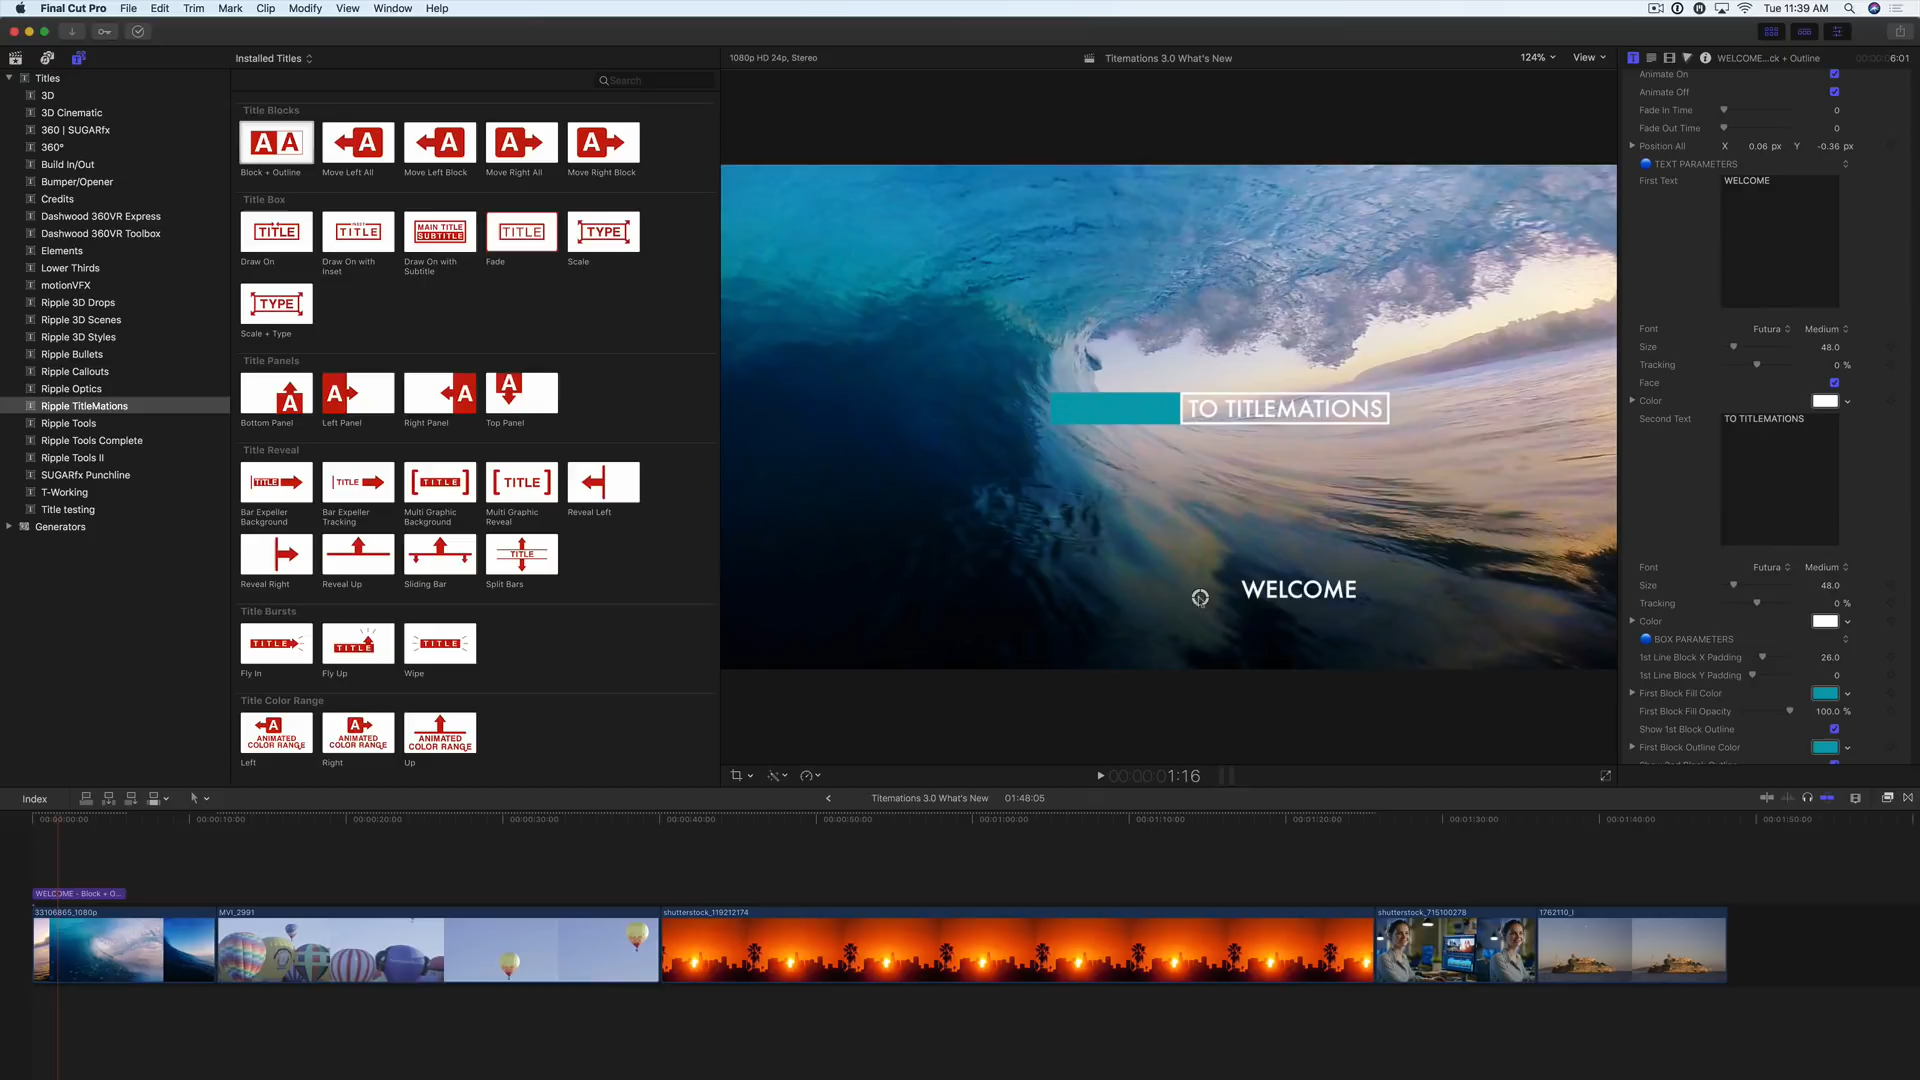 Final Cut Pro File Edit Trim Mark Clip Modify View Window Help
Tue 11:39 AM
Installed Titles
1080p HD 24p, Stereo
Titemations 3.0 What's New
124%
View
WELCOME...ck + Outline
6:01
Search
Titles
3D
3D Cinematic
360 | SUGARfx
360°
Build In/Out
Bumper/Opener
Credits
Dashwood 360VR Express
Dashwood 360VR Toolbox
Elements
Lower Thirds
motionVFX
Ripple 3D Drops
Ripple 3D Scenes
Ripple 3D Styles
Ripple Bullets
Ripple Callouts
Ripple Optics
Ripple TitleMations
Ripple Tools
Ripple Tools Complete
Ripple Tools II
SUGARfx Punchline
T-Working
Title testing
Generators
Title Blocks
A A A A A A
Block + Outline Move Left All Move Left Block Move Right All Move Right Block
Title Box
TITLE TITLE MAIN TITLE SUBTITLE TITLE TYPE
Draw On Draw On with Inset Draw On with Subtitle Fade Scale
TYPE
Scale + Type
Title Panels
A A A A
Bottom Panel Left Panel Right Panel Top Panel
Title Reveal
TITLE TITLE TITLE TITLE
Bar Expeller Background Bar Expeller Tracking Multi Graphic Background Multi Graphic Reveal Reveal Left
TITLE
Reveal Right Reveal Up Sliding Bar Split Bars
Title Bursts
TITLE TITLE TITLE
Fly In Fly Up Wipe
Title Color Range
A A
ANIMATED COLOR RANGE ANIMATED COLOR RANGE ANIMATED COLOR RANGE
Left Right Up
TO TITLEMATIONS
WELCOME
1:16
Animate On
Animate Off
Fade In Time 0
Fade Out Time 0
Position All X 0.06 px Y -0.36 px
TEXT PARAMETERS
First Text WELCOME
Font Futura Medium
Size 48.0
Tracking 0 %
Face
Color
Second Text TO TITLEMATIONS
Font Futura Medium
Size 48.0
Tracking 0 %
Color
BOX PARAMETERS
1st Line Block X Padding 26.0
1st Line Block Y Padding 0
First Block Fill Color
First Block Fill Opacity 100.0 %
Show 1st Block Outline
First Block Outline Color
Index
Titemations 3.0 What's New 01:48:05
00:00:00:00 00:00:10:00 00:00:20:00 00:00:30:00 00:00:40:00 00:00:50:00 00:01:00:00 00:01:10:00 00:01:20:00 00:01:30:00 00:01:40:00 00:01:50:00
WELCOME - Block + O...
33106865_1080p MVI_2991 shutterstock_119212174 shutterstock_715100278 1762110_l